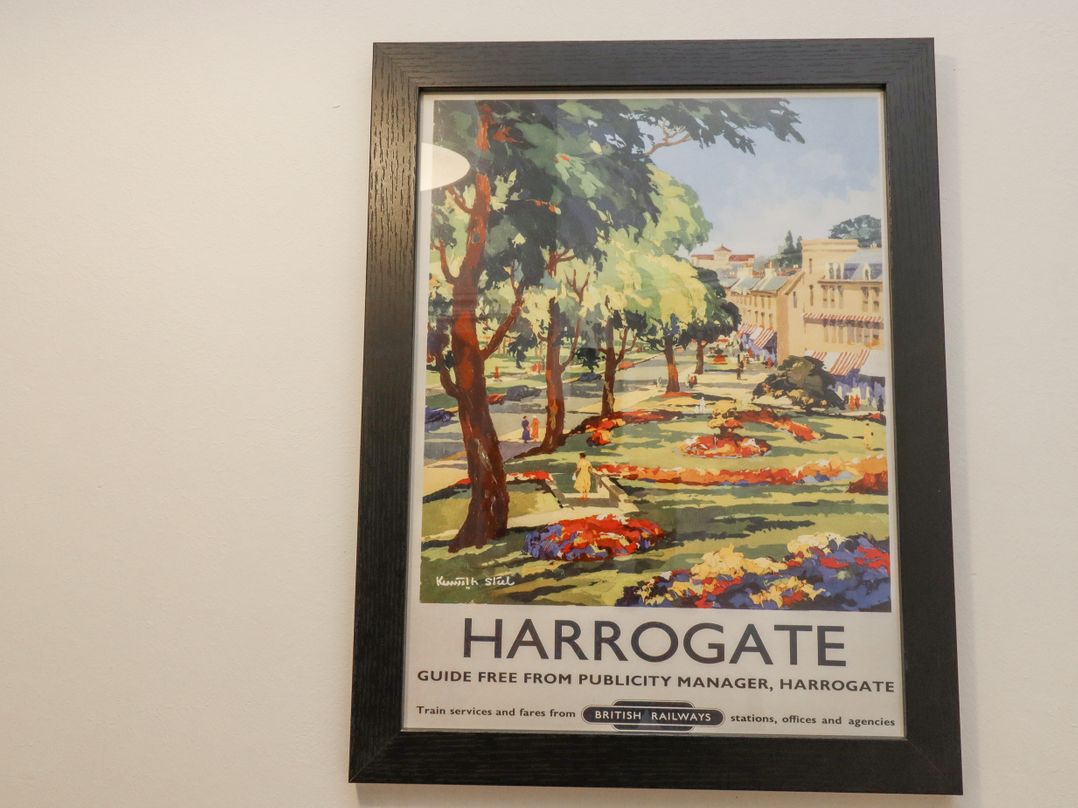 Kenneth Steel
HARROGATE
GUIDE FREE FROM PUBLICITY MANAGER, HARROGATE
Train services and fares from BRITISH RAILWAYS stations, offices and agencies